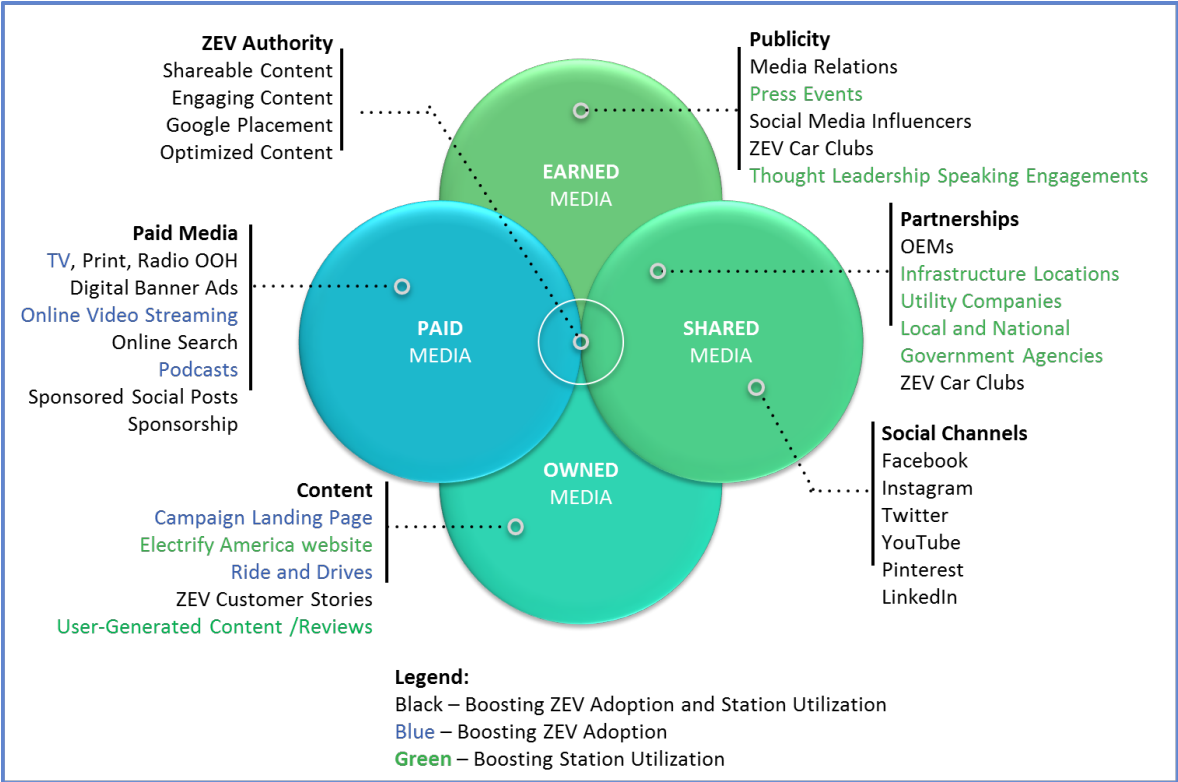 ZEV Authority
Shareable Content
Engaging Content
Google Placement
Optimized Content
Publicity
Media Relations
Press Events
Social Media Influencers
ZEV Car Clubs
Thought Leadership Speaking Engagements
EARNED
MEDIA
Paid Media
TV, Print, Radio OOH
Digital Banner Ads
Online Video Streaming
Online Search
Podcasts
Sponsored Social Posts
Sponsorship
PAID
MEDIA
SHARED
MEDIA
Partnerships
OEMs
Infrastructure Locations
Utility Companies
Local and National
Government Agencies
ZEV Car Clubs
Social Channels
Facebook
Instagram
Twitter
YouTube
Pinterest
LinkedIn
OWNED
MEDIA
Content
Campaign Landing Page
Electrify America website
Ride and Drives
ZEV Customer Stories
User-Generated Content /Reviews
Legend:
Black – Boosting ZEV Adoption and Station Utilization
Blue – Boosting ZEV Adoption
Green – Boosting Station Utilization